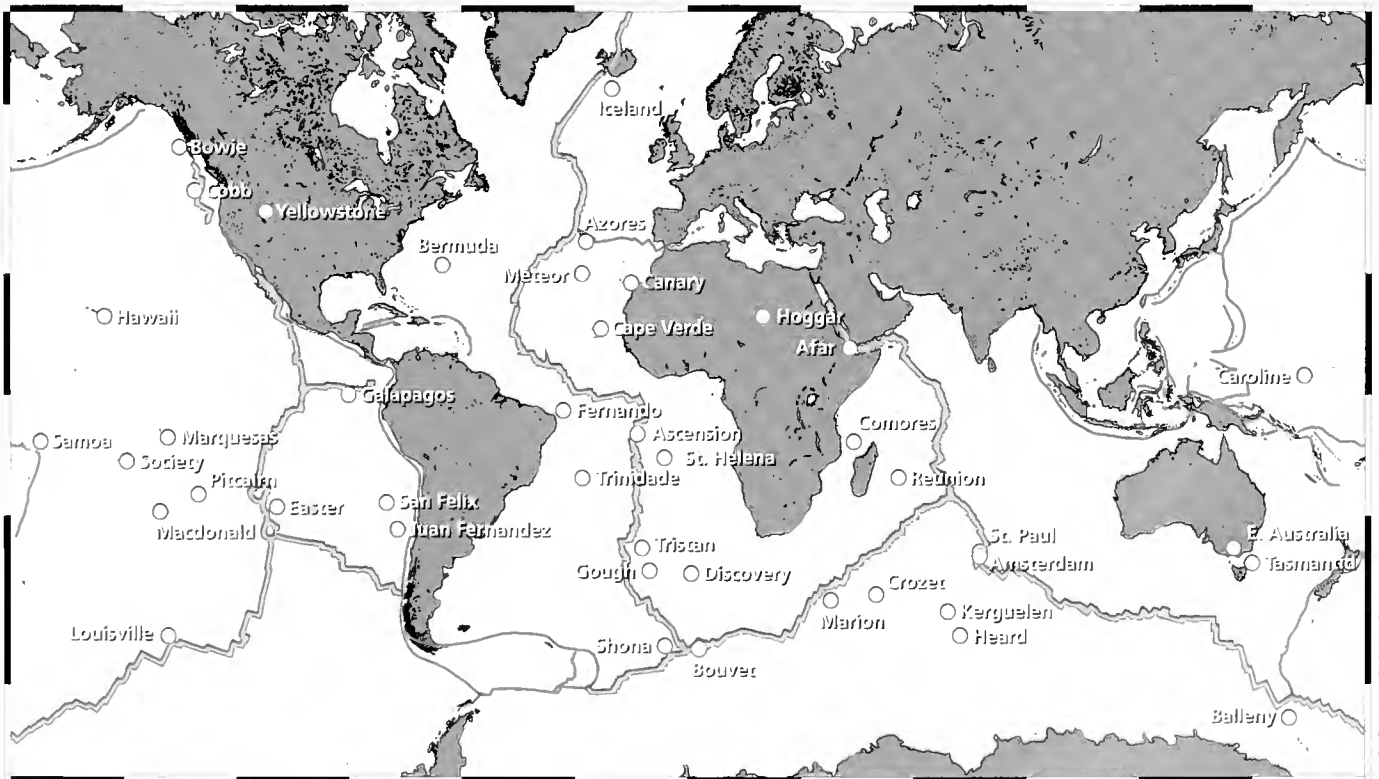 Iceland
Bowie
Cobb
Yellowstone
Azores
Bermuda
Meteor
Canary
Hawaii
Cape Verde
Hoggar
Afar
Caroline
Galapagos
Fernando
Comores
Samoa
Marquesas
Ascension
Society
St. Helena
Pitcairn
Trinidade
Reunion
Easter
San Felix
Macdonald
Juan Fernandez
St. Paul
E. Australia
Tristan
Amsterdam
Tasmantid
Gough
Discovery
Crozet
Marion
Kerguelen
Louisville
Heard
Shona
Bouvet
Balleny